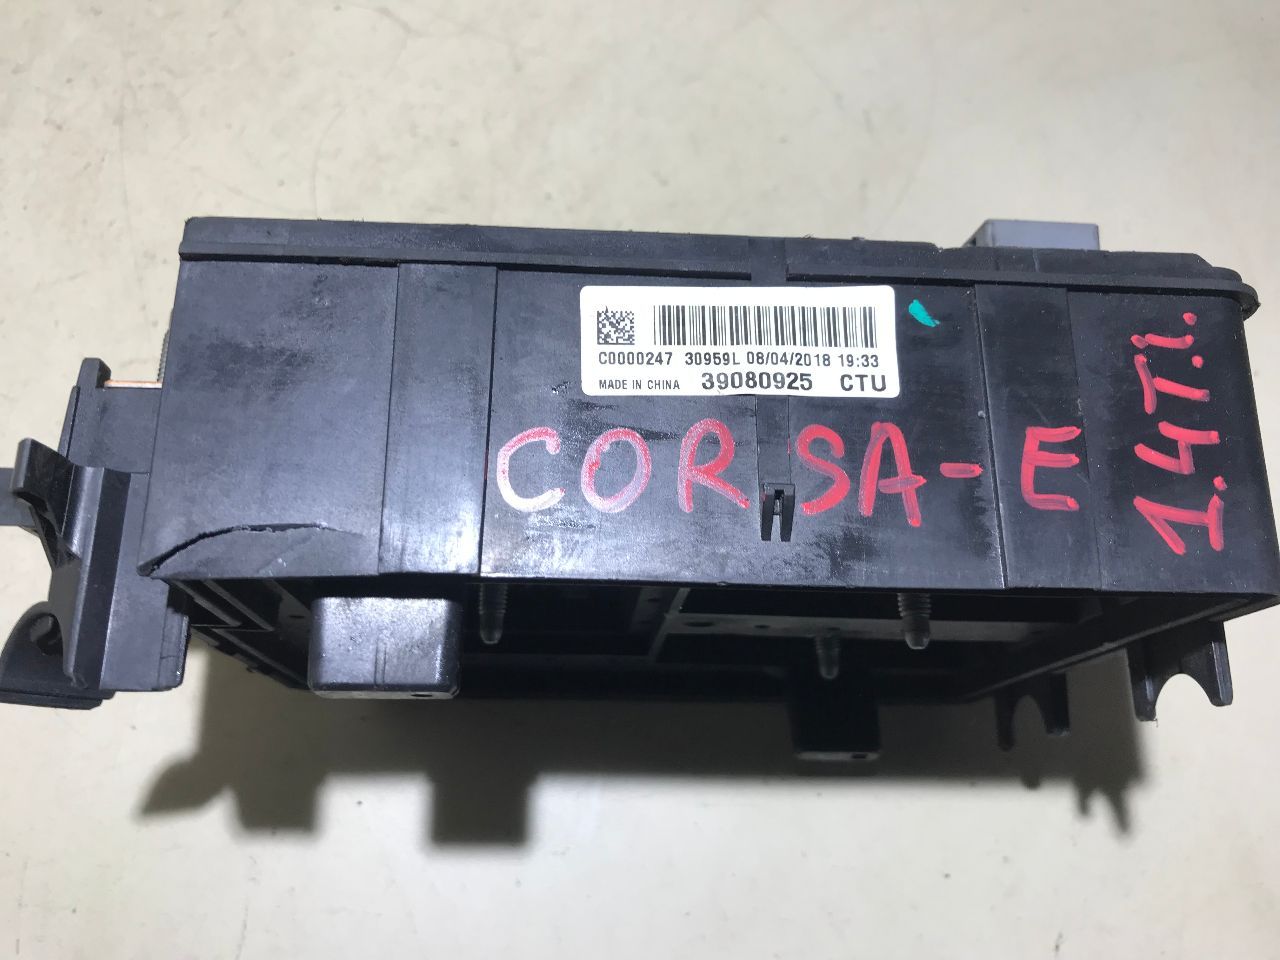 C0000247 30959L 08/04/2018 19:33
MADE IN CHINA 39080925 CTU
CORSA-E
1.4T.i.